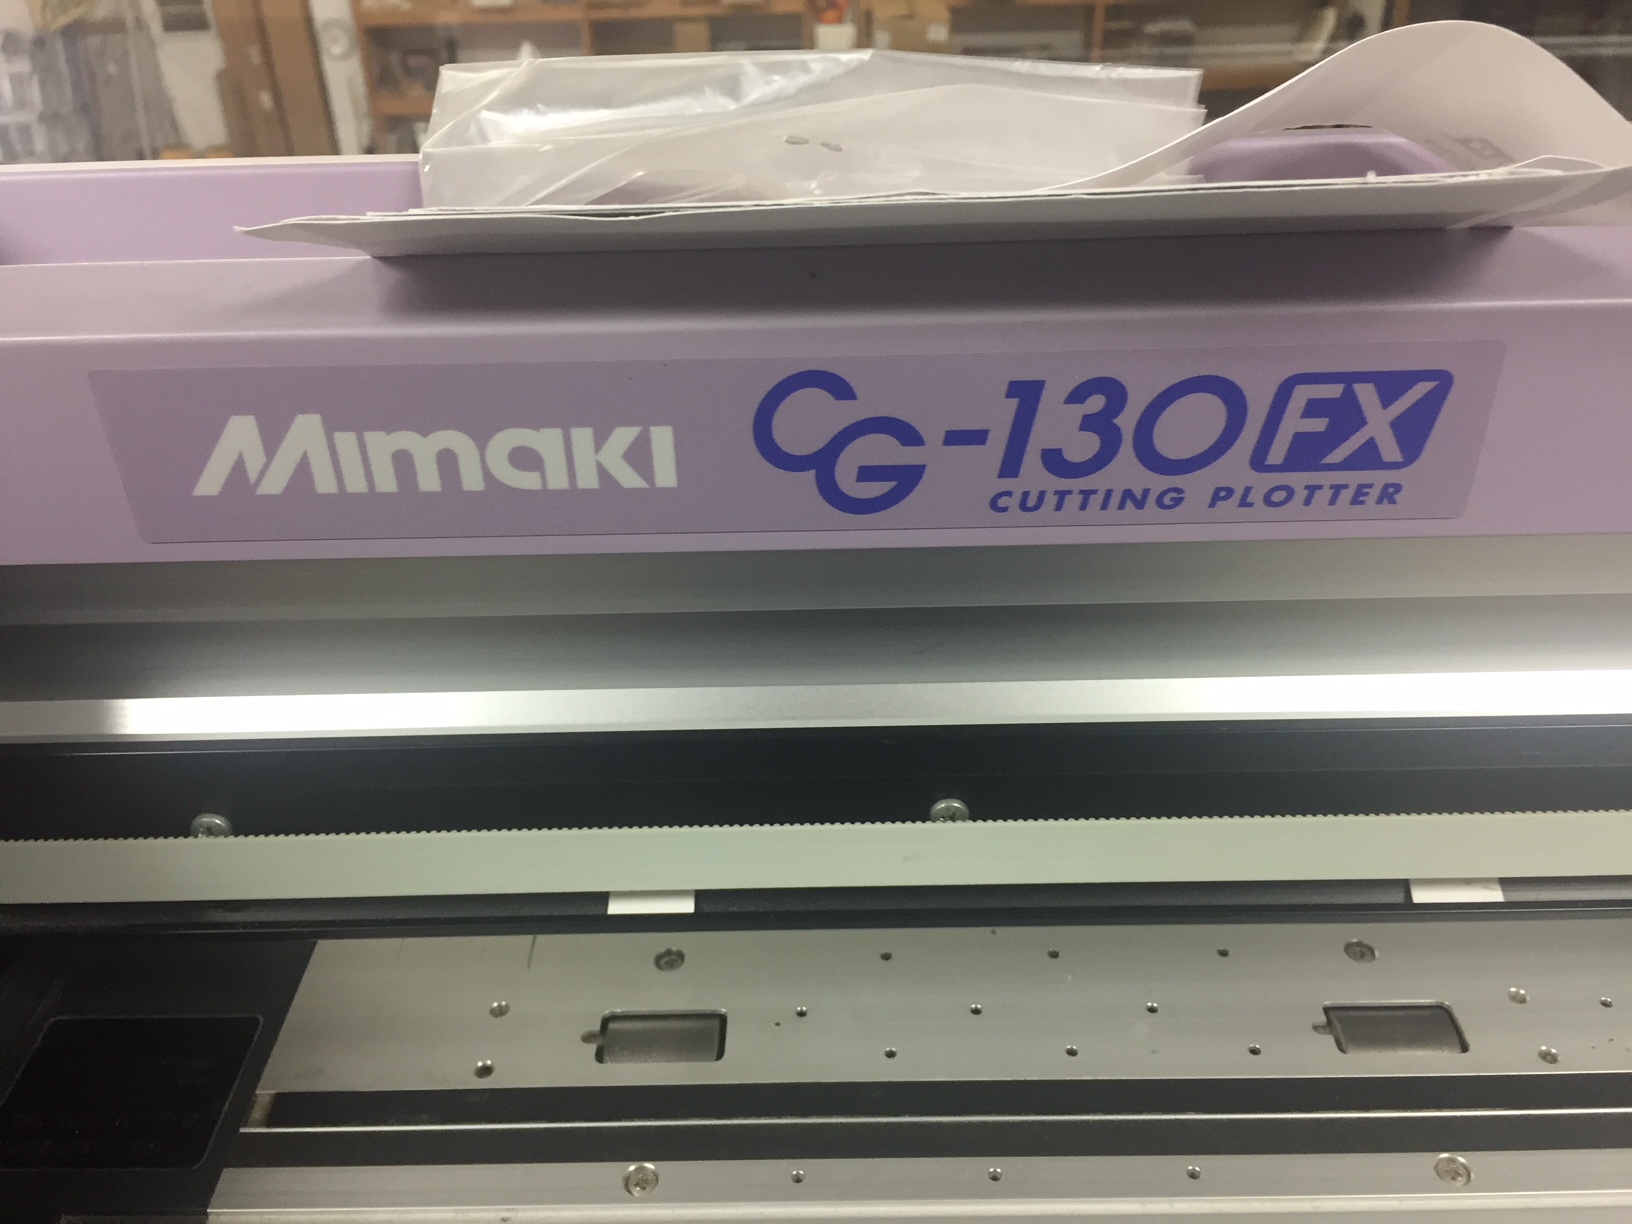 Mimaki
CG-130FX
CUTTING PLOTTER